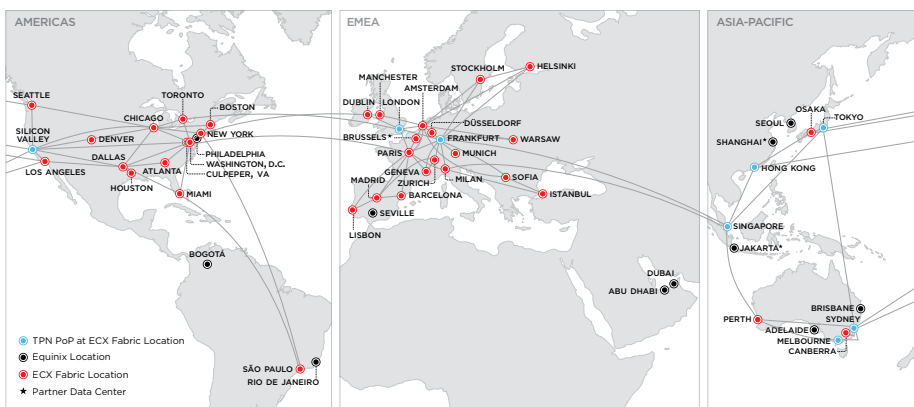 AMERICAS
SEATTLE
TORONTO
BOSTON
CHICAGO
SILICON
VALLEY
DENVER
NEW YORK
PHILADELPHIA
WASHINGTON, D.C.
CULPEPER, VA
DALLAS
LOS ANGELES
ATLANTA
HOUSTON
MIAMI
BOGOTÁ
SÃO PAULO
RIO DE JANEIRO
TPN PoP at ECX Fabric Location
Equinix Location
ECX Fabric Location
★ Partner Data Center
EMEA
STOCKHOLM
HELSINKI
MANCHESTER
AMSTERDAM
DUBLIN
LONDON
DÜSSELDORF
BRUSSELS★
FRANKFURT
WARSAW
PARIS
MUNICH
GENEVA
MILAN
SOFIA
MADRID
ZURICH
BARCELONA
ISTANBUL
SEVILLE
LISBON
DUBAI
ABU DHABI
ASIA-PACIFIC
OSAKA
SEOUL
TOKYO
SHANGHAI★
HONG KONG
SINGAPORE
JAKARTA★
BRISBANE
PERTH
SYDNEY
ADELAIDE
MELBOURNE
CANBERRA